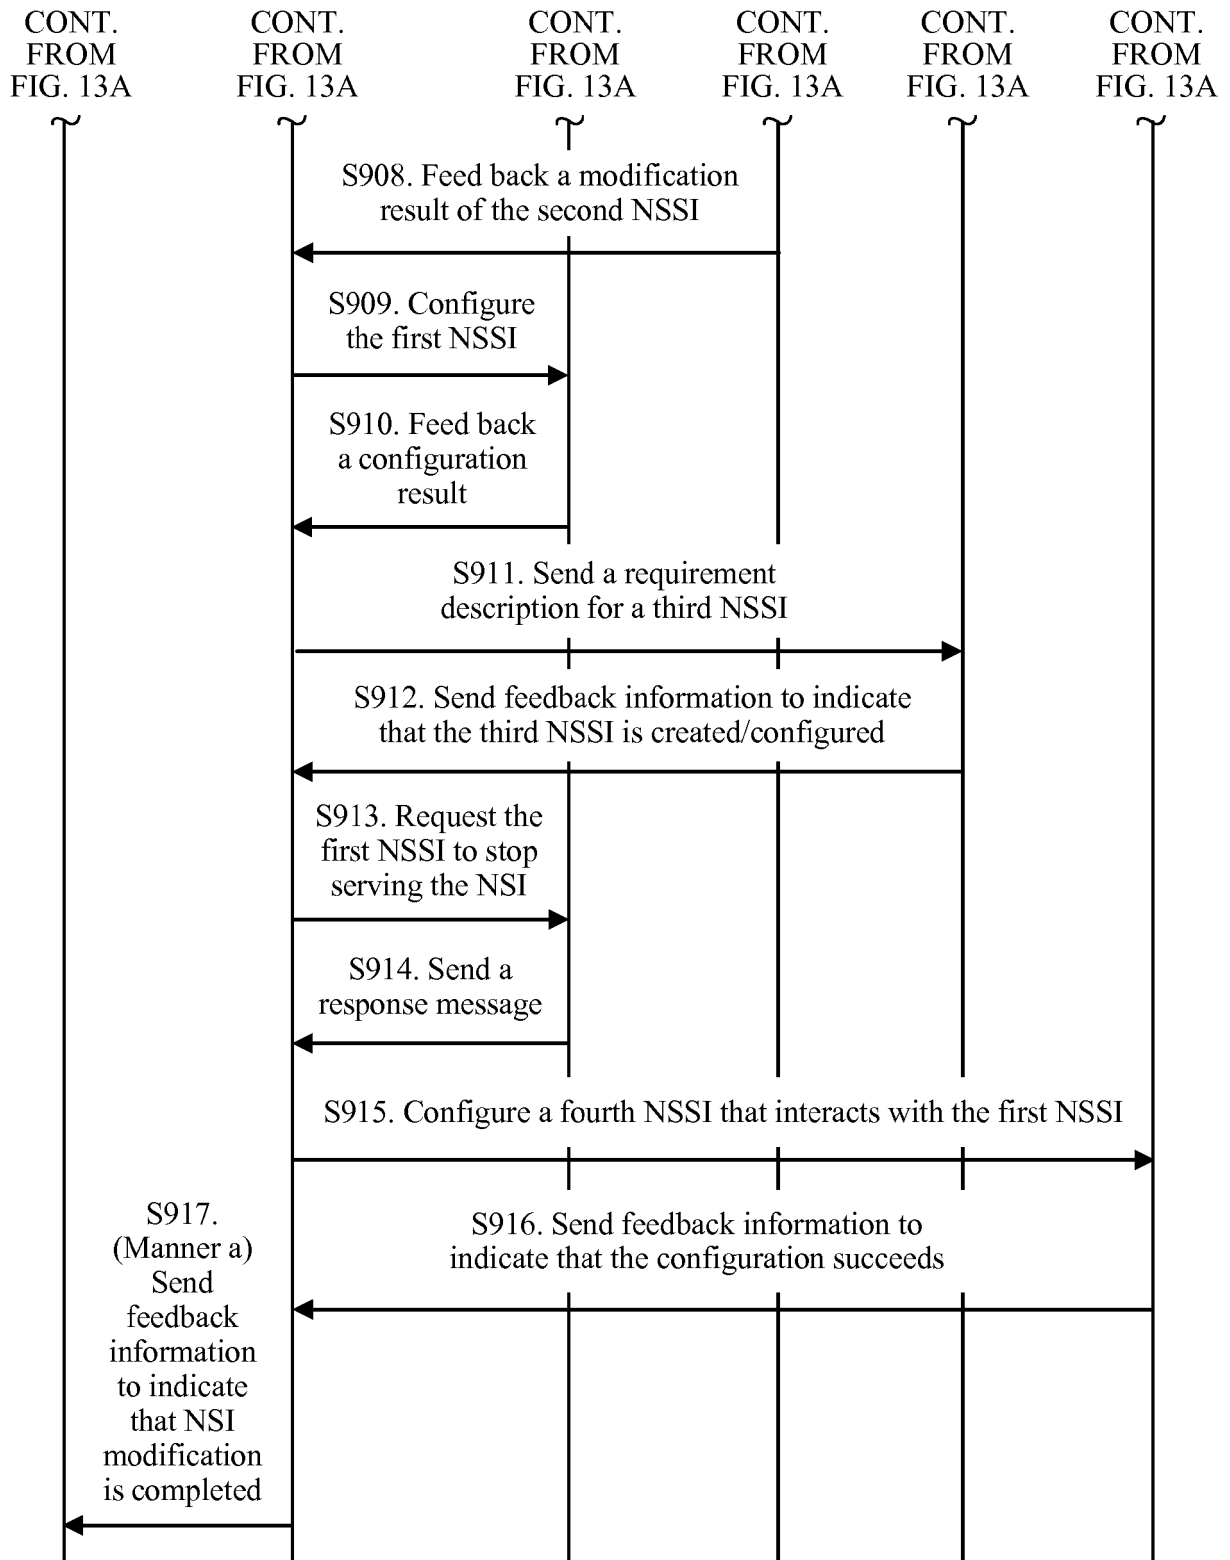 CONT. FROM FIG. 13A
CONT. FROM FIG. 13A
CONT. FROM FIG. 13A
CONT. FROM FIG. 13A
CONT. FROM FIG. 13A
CONT. FROM FIG. 13A
S908. Feed back a modification
result of the second NSSI
S909. Configure
the first NSSI
S910. Feed back
a configuration
result
S911. Send a requirement
description for a third NSSI
S912. Send feedback information to indicate
that the third NSSI is created/configured
S913. Request the
first NSSI to stop
serving the NSI
S914. Send a
response message
S915. Configure a fourth NSSI that interacts with the first NSSI
S916. Send feedback information to
indicate that the configuration succeeds
S917.
(Manner a)
Send
feedback
information
to indicate
that NSI
modification
is completed